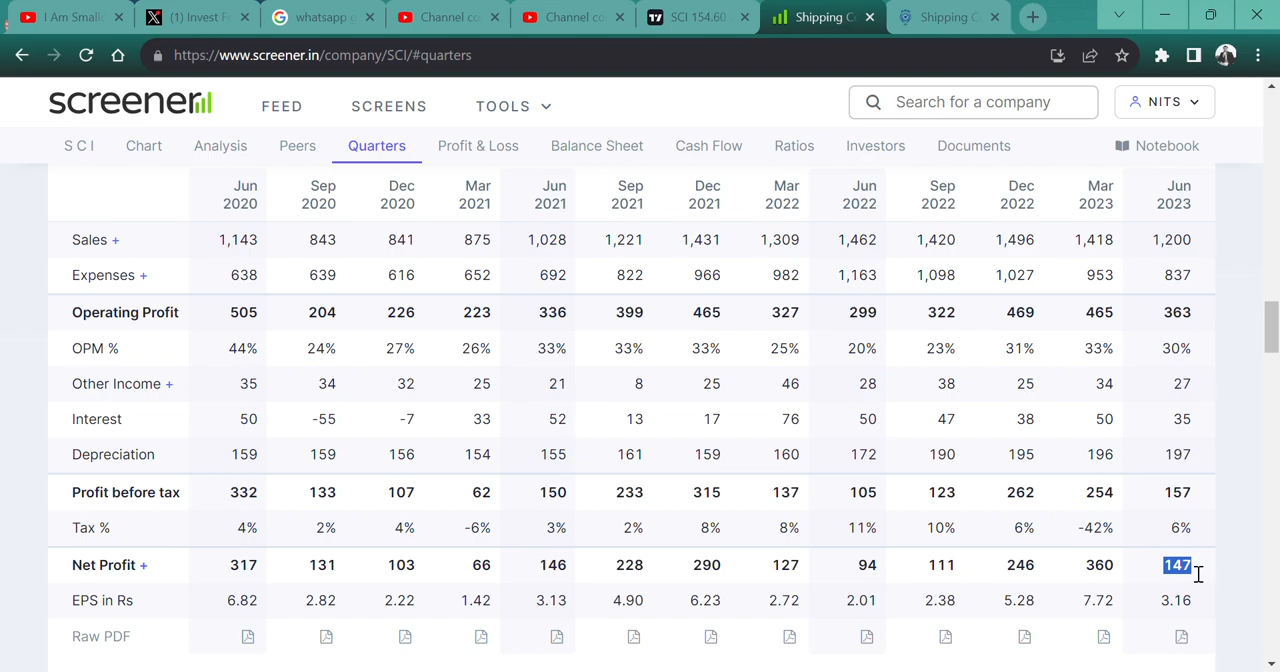 I Am Small
(1) Invest F
whatsapp g
Channel co
Channel co
SCI 154.60
Shipping C
Shipping C
https://www.screener.in/company/SCI/#quarters
screener
FEED
SCREENS
TOOLS
Search for a company
NITS
S C I
Chart
Analysis
Peers
Quarters
Profit & Loss
Balance Sheet
Cash Flow
Ratios
Investors
Documents
Notebook
Jun Sep Dec Mar Jun Sep Dec Mar Jun Sep Dec Mar Jun
2020 2020 2020 2021 2021 2021 2021 2022 2022 2022 2022 2023 2023
Sales + 1,143 843 841 875 1,028 1,221 1,431 1,309 1,462 1,420 1,496 1,418 1,200
Expenses + 638 639 616 652 692 822 966 982 1,163 1,098 1,027 953 837
Operating Profit 505 204 226 223 336 399 465 327 299 322 469 465 363
OPM % 44% 24% 27% 26% 33% 33% 33% 25% 20% 23% 31% 33% 30%
Other Income + 35 34 32 25 21 8 25 46 28 38 25 34 27
Interest 50 -55 -7 33 52 13 17 76 50 47 38 50 35
Depreciation 159 159 156 154 155 161 159 160 172 190 195 196 197
Profit before tax 332 133 107 62 150 233 315 137 105 123 262 254 157
Tax % 4% 2% 4% -6% 3% 2% 8% 8% 11% 10% 6% -42% 6%
Net Profit + 317 131 103 66 146 228 290 127 94 111 246 360 147
EPS in Rs 6.82 2.82 2.22 1.42 3.13 4.90 6.23 2.72 2.01 2.38 5.28 7.72 3.16
Raw PDF